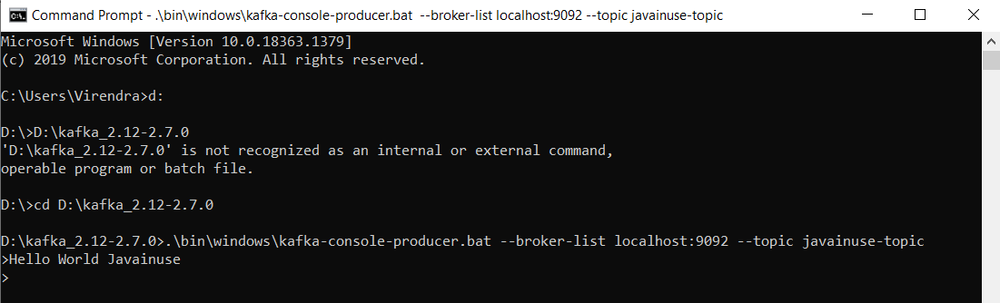 Command Prompt - .\bin\windows\kafka-console-producer.bat  --broker-list localhost:9092 --topic javainuse-topic
Microsoft Windows [Version 10.0.18363.1379]
(c) 2019 Microsoft Corporation. All rights reserved.
C:\Users\Virendra>d:
D:\>D:\kafka_2.12-2.7.0
'D:\kafka_2.12-2.7.0' is not recognized as an internal or external command,
operable program or batch file.
D:\>cd D:\kafka_2.12-2.7.0
D:\kafka_2.12-2.7.0>.\bin\windows\kafka-console-producer.bat --broker-list localhost:9092 --topic javainuse-topic
>Hello World Javainuse
>